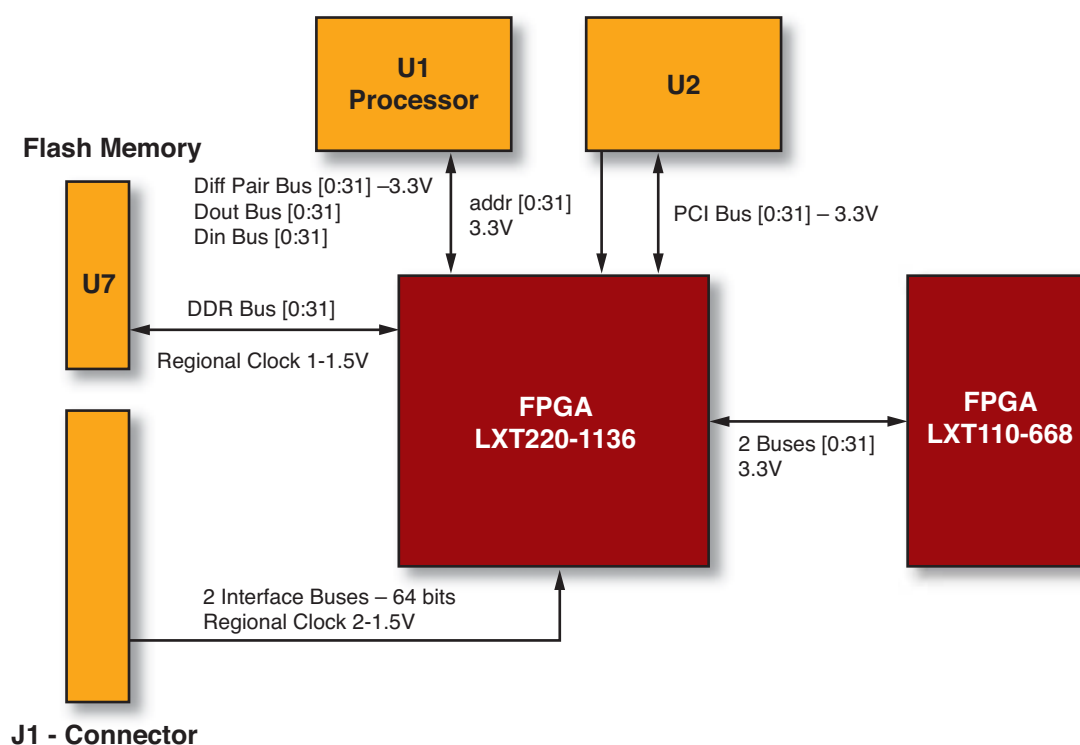 U1
Processor
U2
Flash Memory
Diff Pair Bus [0:31] –3.3V
Dout Bus [0:31]
Din Bus [0:31]
addr [0:31]
3.3V
PCI Bus [0:31] – 3.3V
U7
DDR Bus [0:31]
Regional Clock 1-1.5V
FPGA
LXT220-1136
2 Buses [0:31]
3.3V
FPGA
LXT110-668
2 Interface Buses – 64 bits
Regional Clock 2-1.5V
J1 - Connector